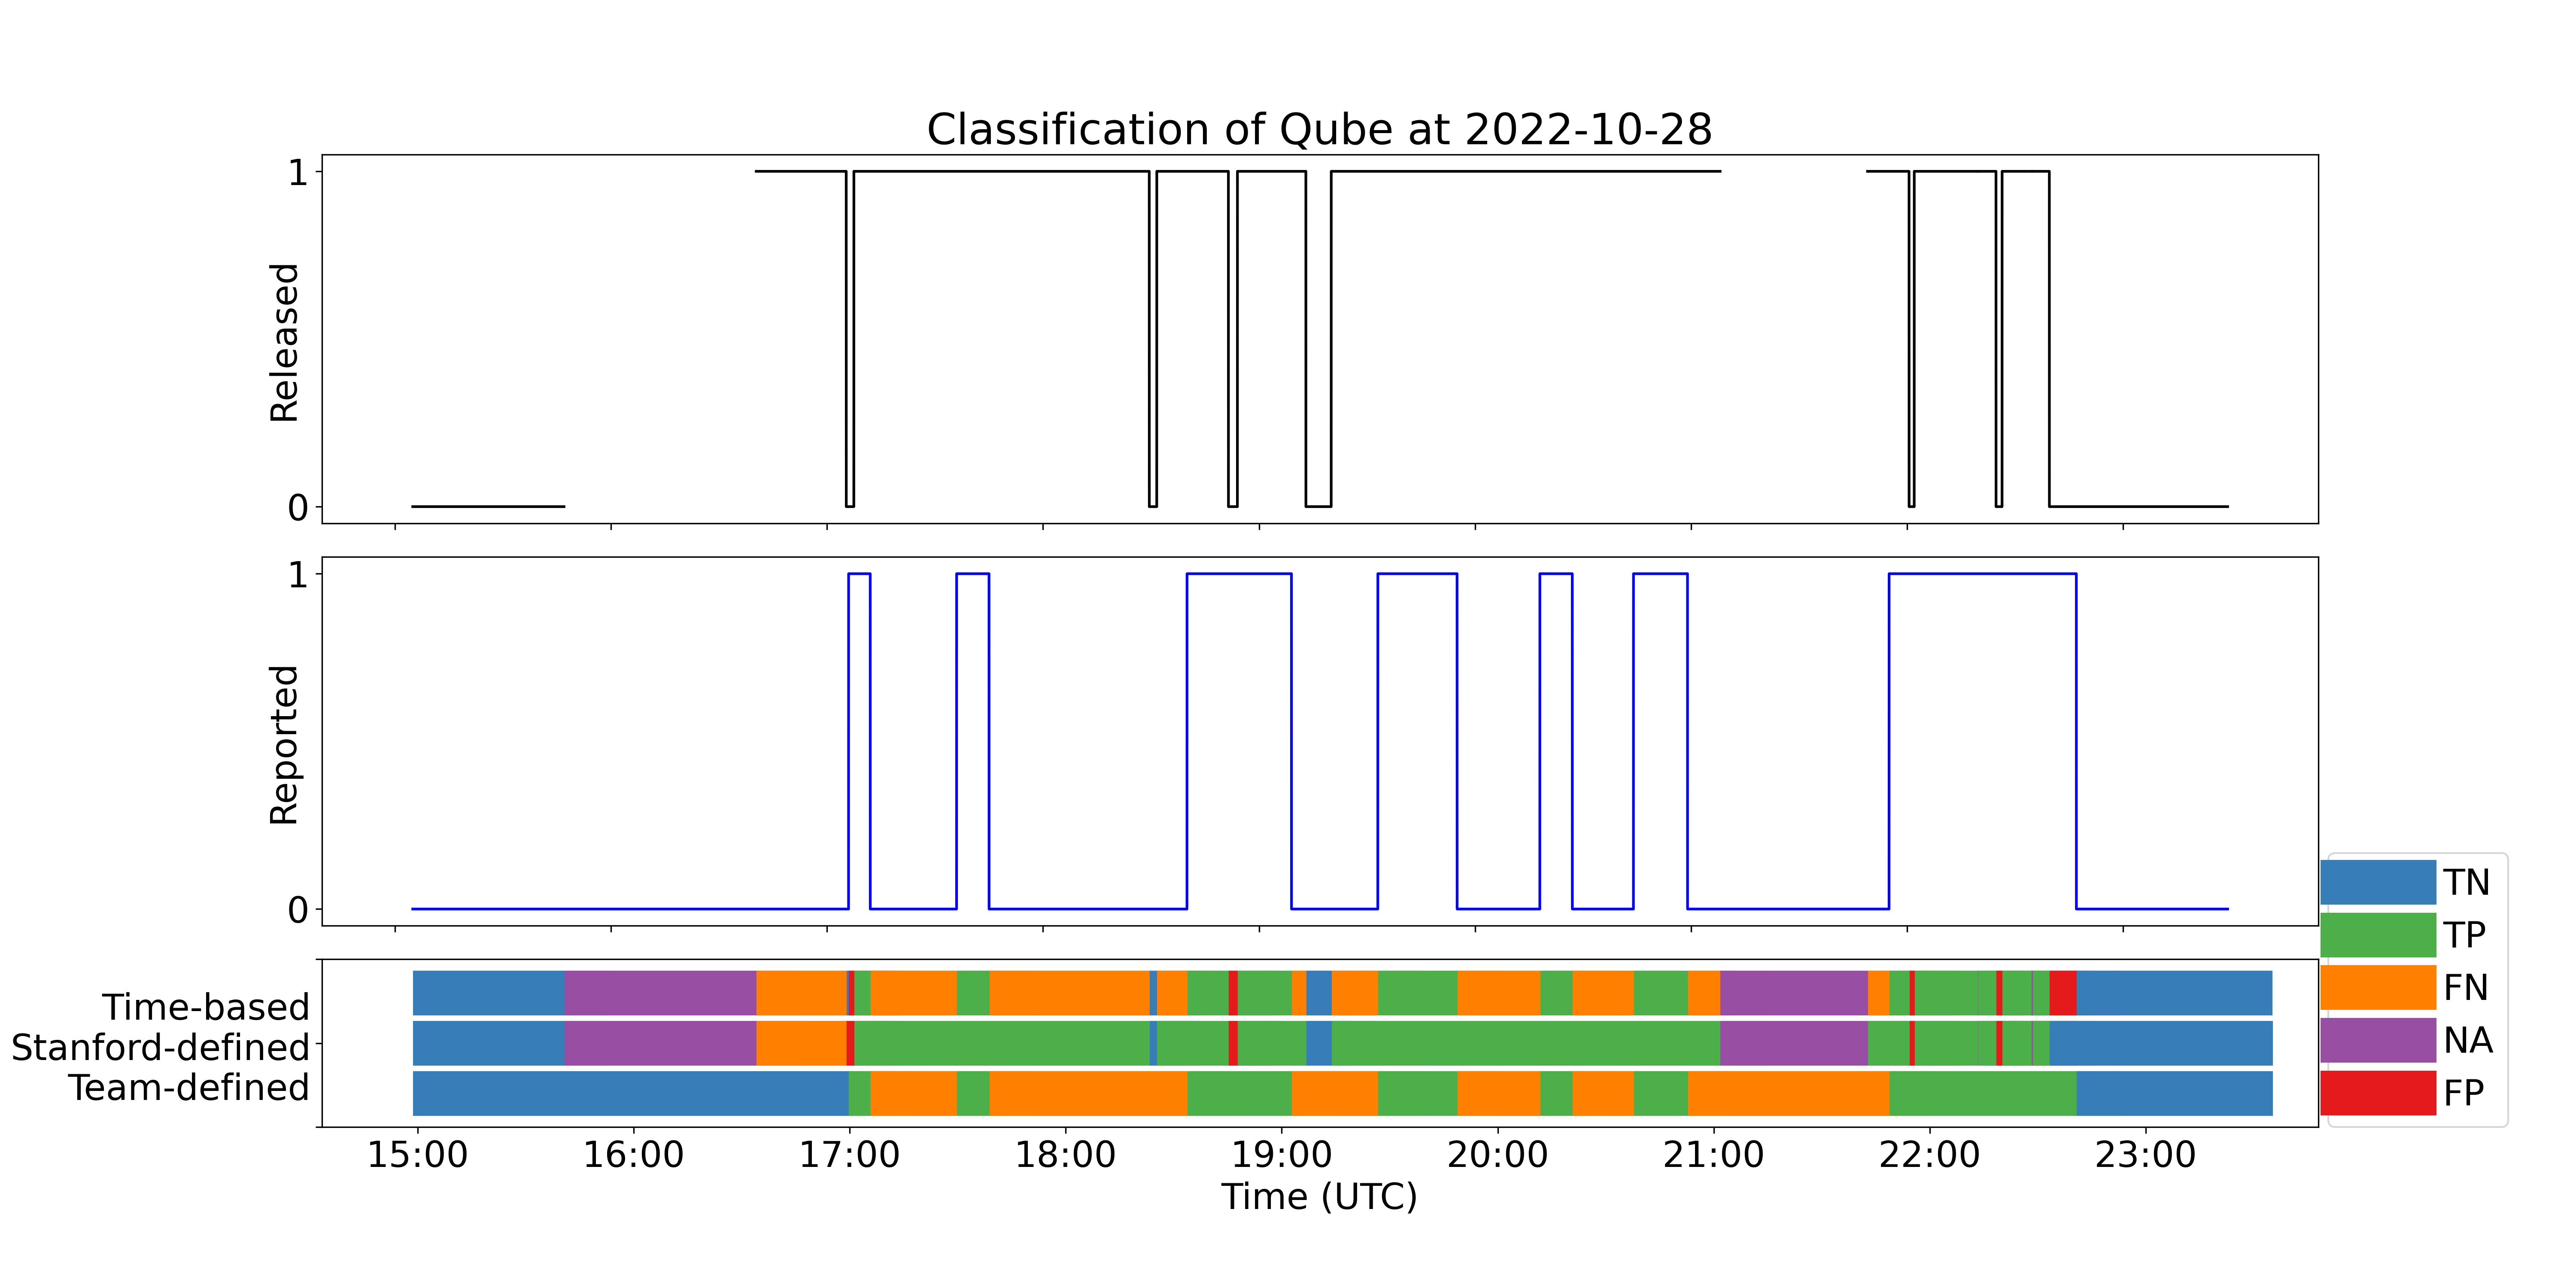 Classification of Qube at 2022-10-28
1
Released
0
1
Reported
0
TN
TP
FN
NA
FP
Time-based
Stanford-defined
Team-defined
15:00 16:00 17:00 18:00 19:00 20:00 21:00 22:00 23:00
Time (UTC)